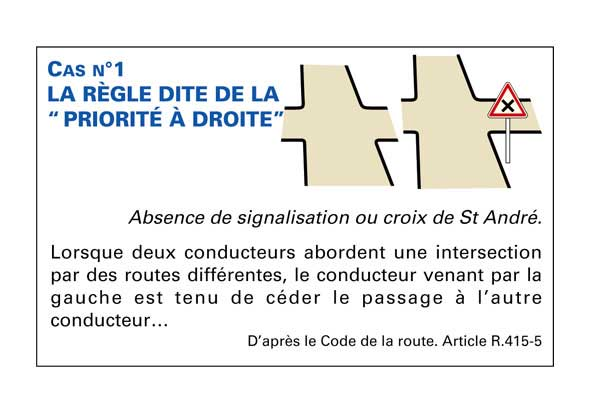 CAS N°1
LA RÈGLE DITE DE LA
“ PRIORITÉ À DROITE”
Absence de signalisation ou croix de St André.
Lorsque deux conducteurs abordent une intersection
par des routes différentes, le conducteur venant par la
gauche est tenu de céder le passage à l’autre
conducteur…
D’après le Code de la route. Article R.415-5